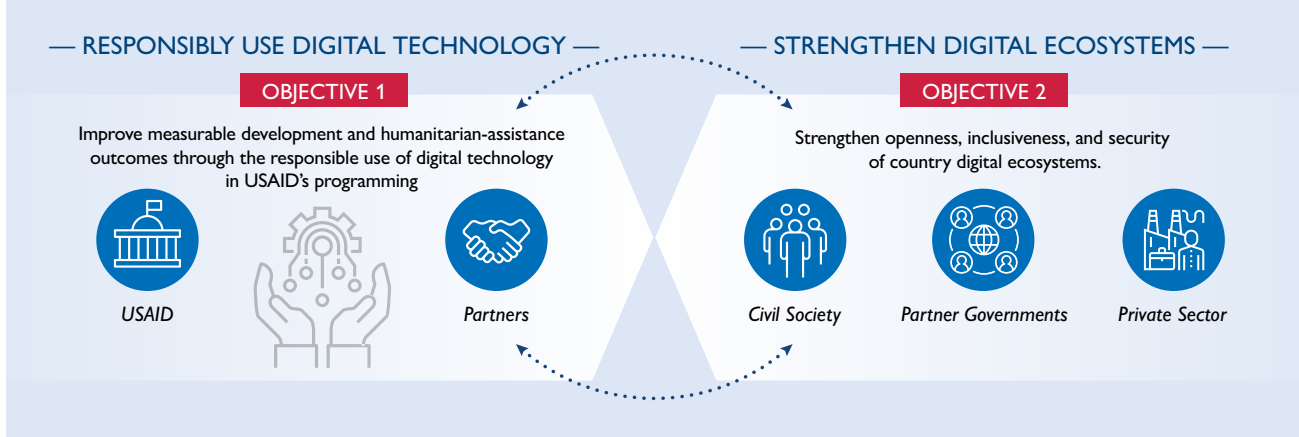 — RESPONSIBLY USE DIGITAL TECHNOLOGY —
OBJECTIVE 1
Improve measurable development and humanitarian-assistance
outcomes through the responsible use of digital technology
in USAID’s programming
USAID
Partners
— STRENGTHEN DIGITAL ECOSYSTEMS —
OBJECTIVE 2
Strengthen openness, inclusiveness, and security
of country digital ecosystems.
Civil Society
Partner Governments
Private Sector